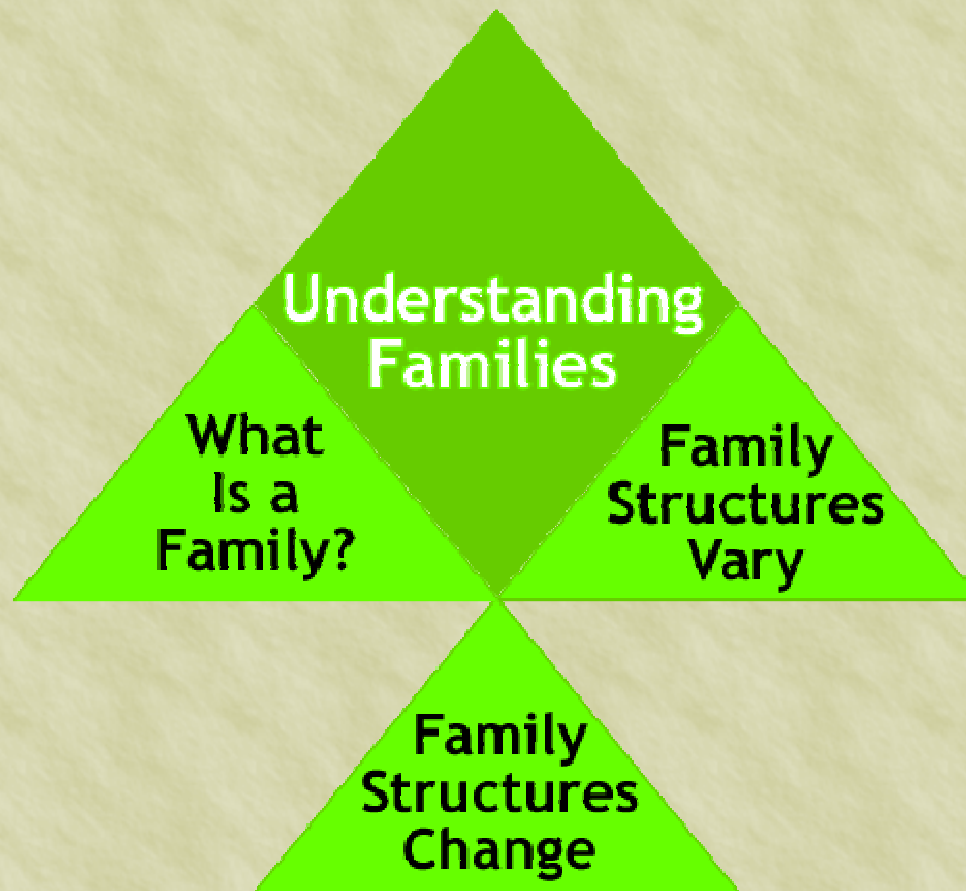 Understanding
Families
What
Is a
Family?
Family
Structures
Vary
Family
Structures
Change